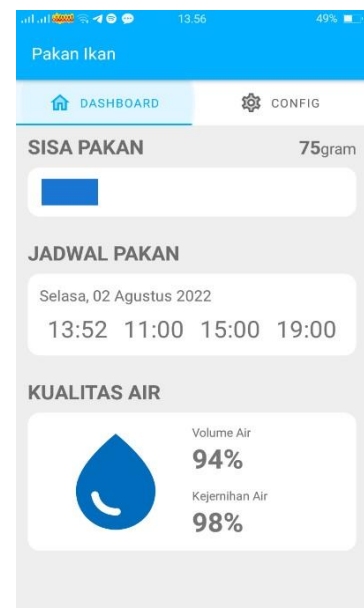 13.56
49%
Pakan Ikan
DASHBOARD
CONFIG
SISA PAKAN
75gram
JADWAL PAKAN
Selasa, 02 Agustus 2022
13:52 11:00 15:00 19:00
KUALITAS AIR
Volume Air
94%
Kejernihan Air
98%